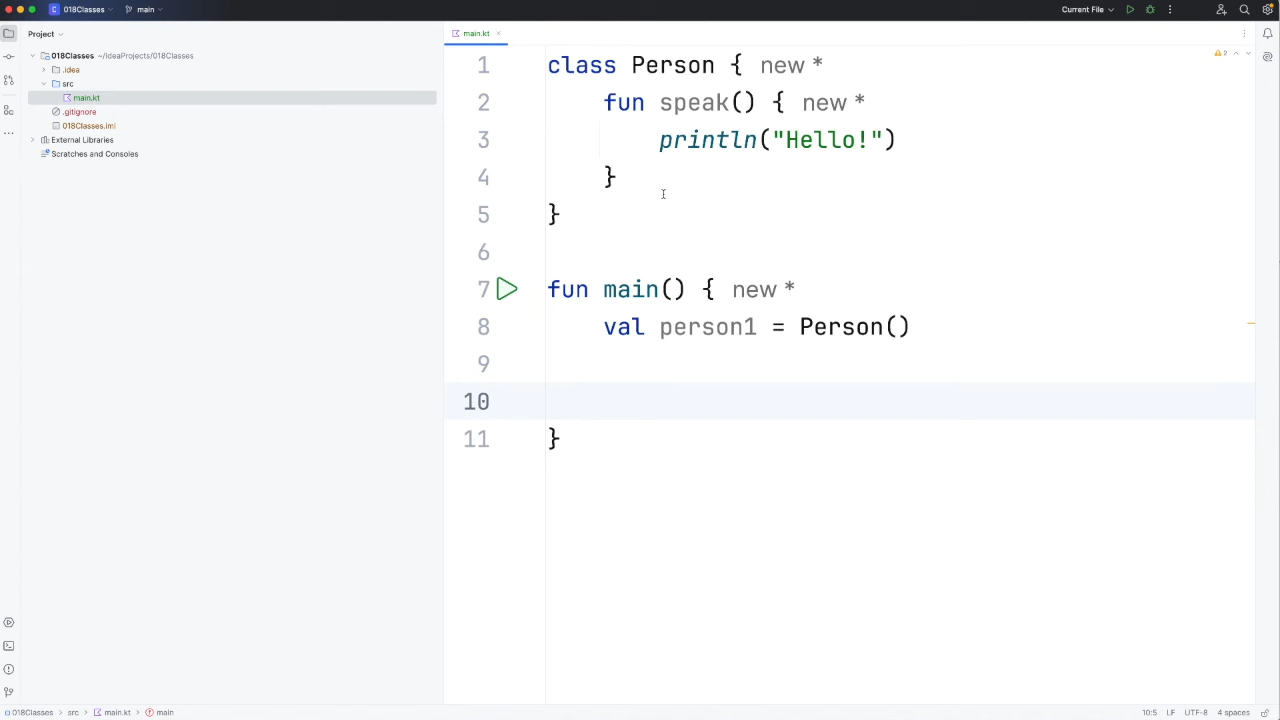 018Classes main Current File
Project
main.kt
018Classes ~/IdeaProjects/018Classes
.idea
src
main.kt
.gitignore
018Classes.iml
External Libraries
Scratches and Consoles
2
1 class Person { new *
2 fun speak() { new *
3 println("Hello!")
4 }
5 }
6
7 fun main() { new *
8 val person1 = Person()
9
10
11 }
018Classes > src > main.kt > main 10:5 LF UTF-8 4 spaces